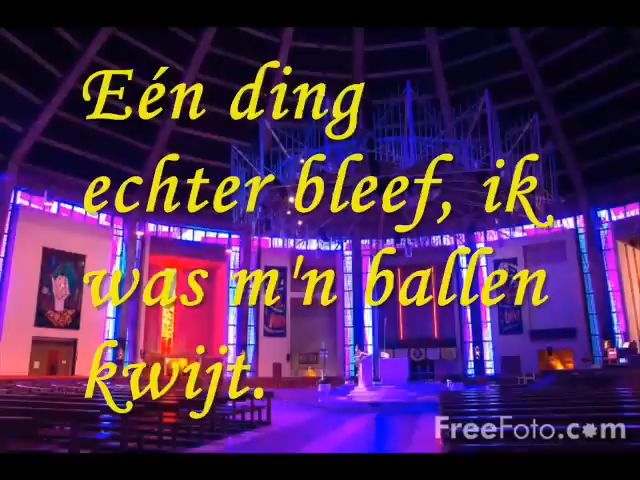 Eén ding
echter bleef, ik
was m'n ballen
kwijt.
FreeFoto.com